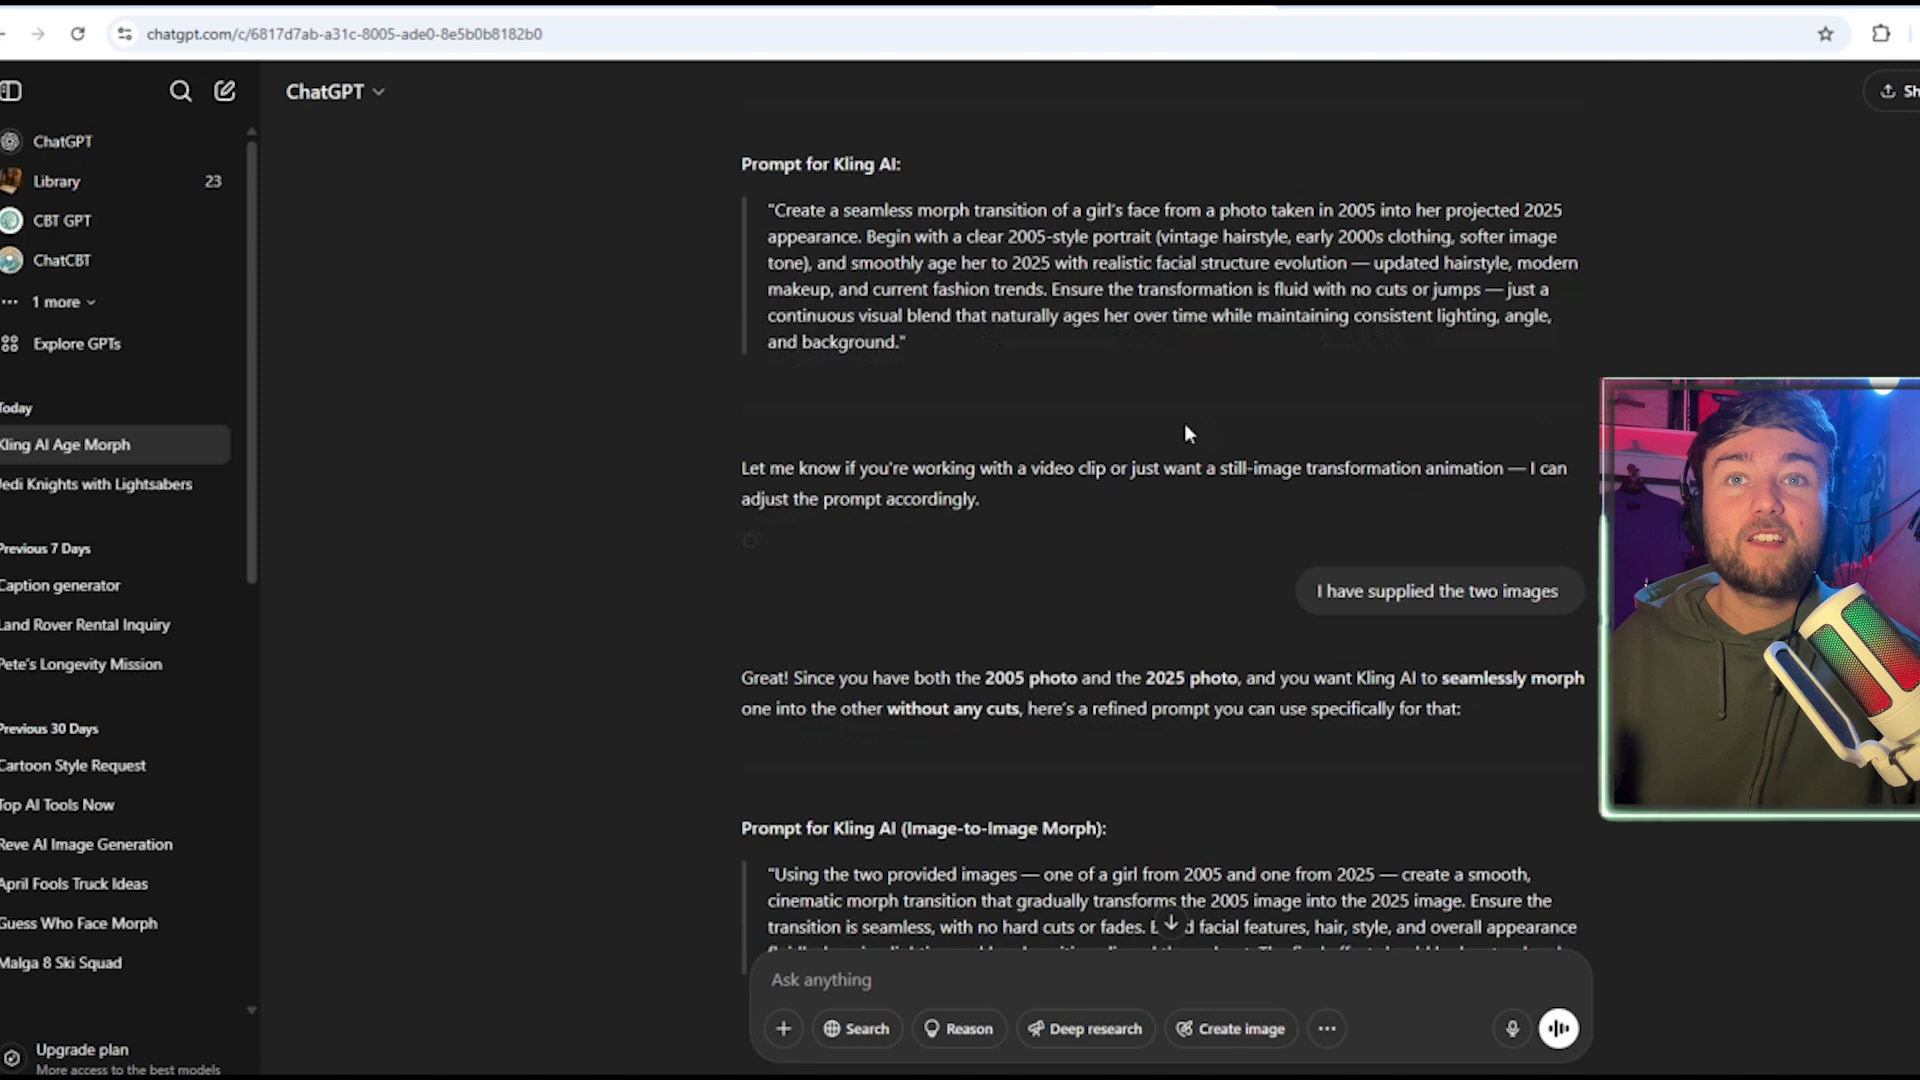 chatgpt.com/c/6817d7ab-a31c-8005-ade0-8e5b0b8182b0
ChatGPT
Sh
ChatGPT
Library 23
CBT GPT
ChatCBT
1 more
Explore GPTs
Today
Kling AI Age Morph
Jedi Knights with Lightsabers
Previous 7 Days
Caption generator
Land Rover Rental Inquiry
Pete's Longevity Mission
Previous 30 Days
Cartoon Style Request
Top AI Tools Now
Reve AI Image Generation
April Fools Truck Ideas
Guess Who Face Morph
Malga 8 Ski Squad
Upgrade plan
More access to the best models
Prompt for Kling AI:
"Create a seamless morph transition of a girl's face from a photo taken in 2005 into her projected 2025
appearance. Begin with a clear 2005-style portrait (vintage hairstyle, early 2000s clothing, softer image
tone), and smoothly age her to 2025 with realistic facial structure evolution — updated hairstyle, modern
makeup, and current fashion trends. Ensure the transformation is fluid with no cuts or jumps — just a
continuous visual blend that naturally ages her over time while maintaining consistent lighting, angle,
and background."
Let me know if you're working with a video clip or just want a still-image transformation animation — I can
adjust the prompt accordingly.
I have supplied the two images
Great! Since you have both the 2005 photo and the 2025 photo, and you want Kling AI to seamlessly morph
one into the other without any cuts, here's a refined prompt you can use specifically for that:
Prompt for Kling AI (Image-to-Image Morph):
"Using the two provided images — one of a girl from 2005 and one from 2025 — create a smooth,
cinematic morph transition that gradually transforms the 2005 image into the 2025 image. Ensure the
transition is seamless, with no hard cuts or fades. facial features, hair, style, and overall appearance
Ask anything
Search Reason Deep research Create image